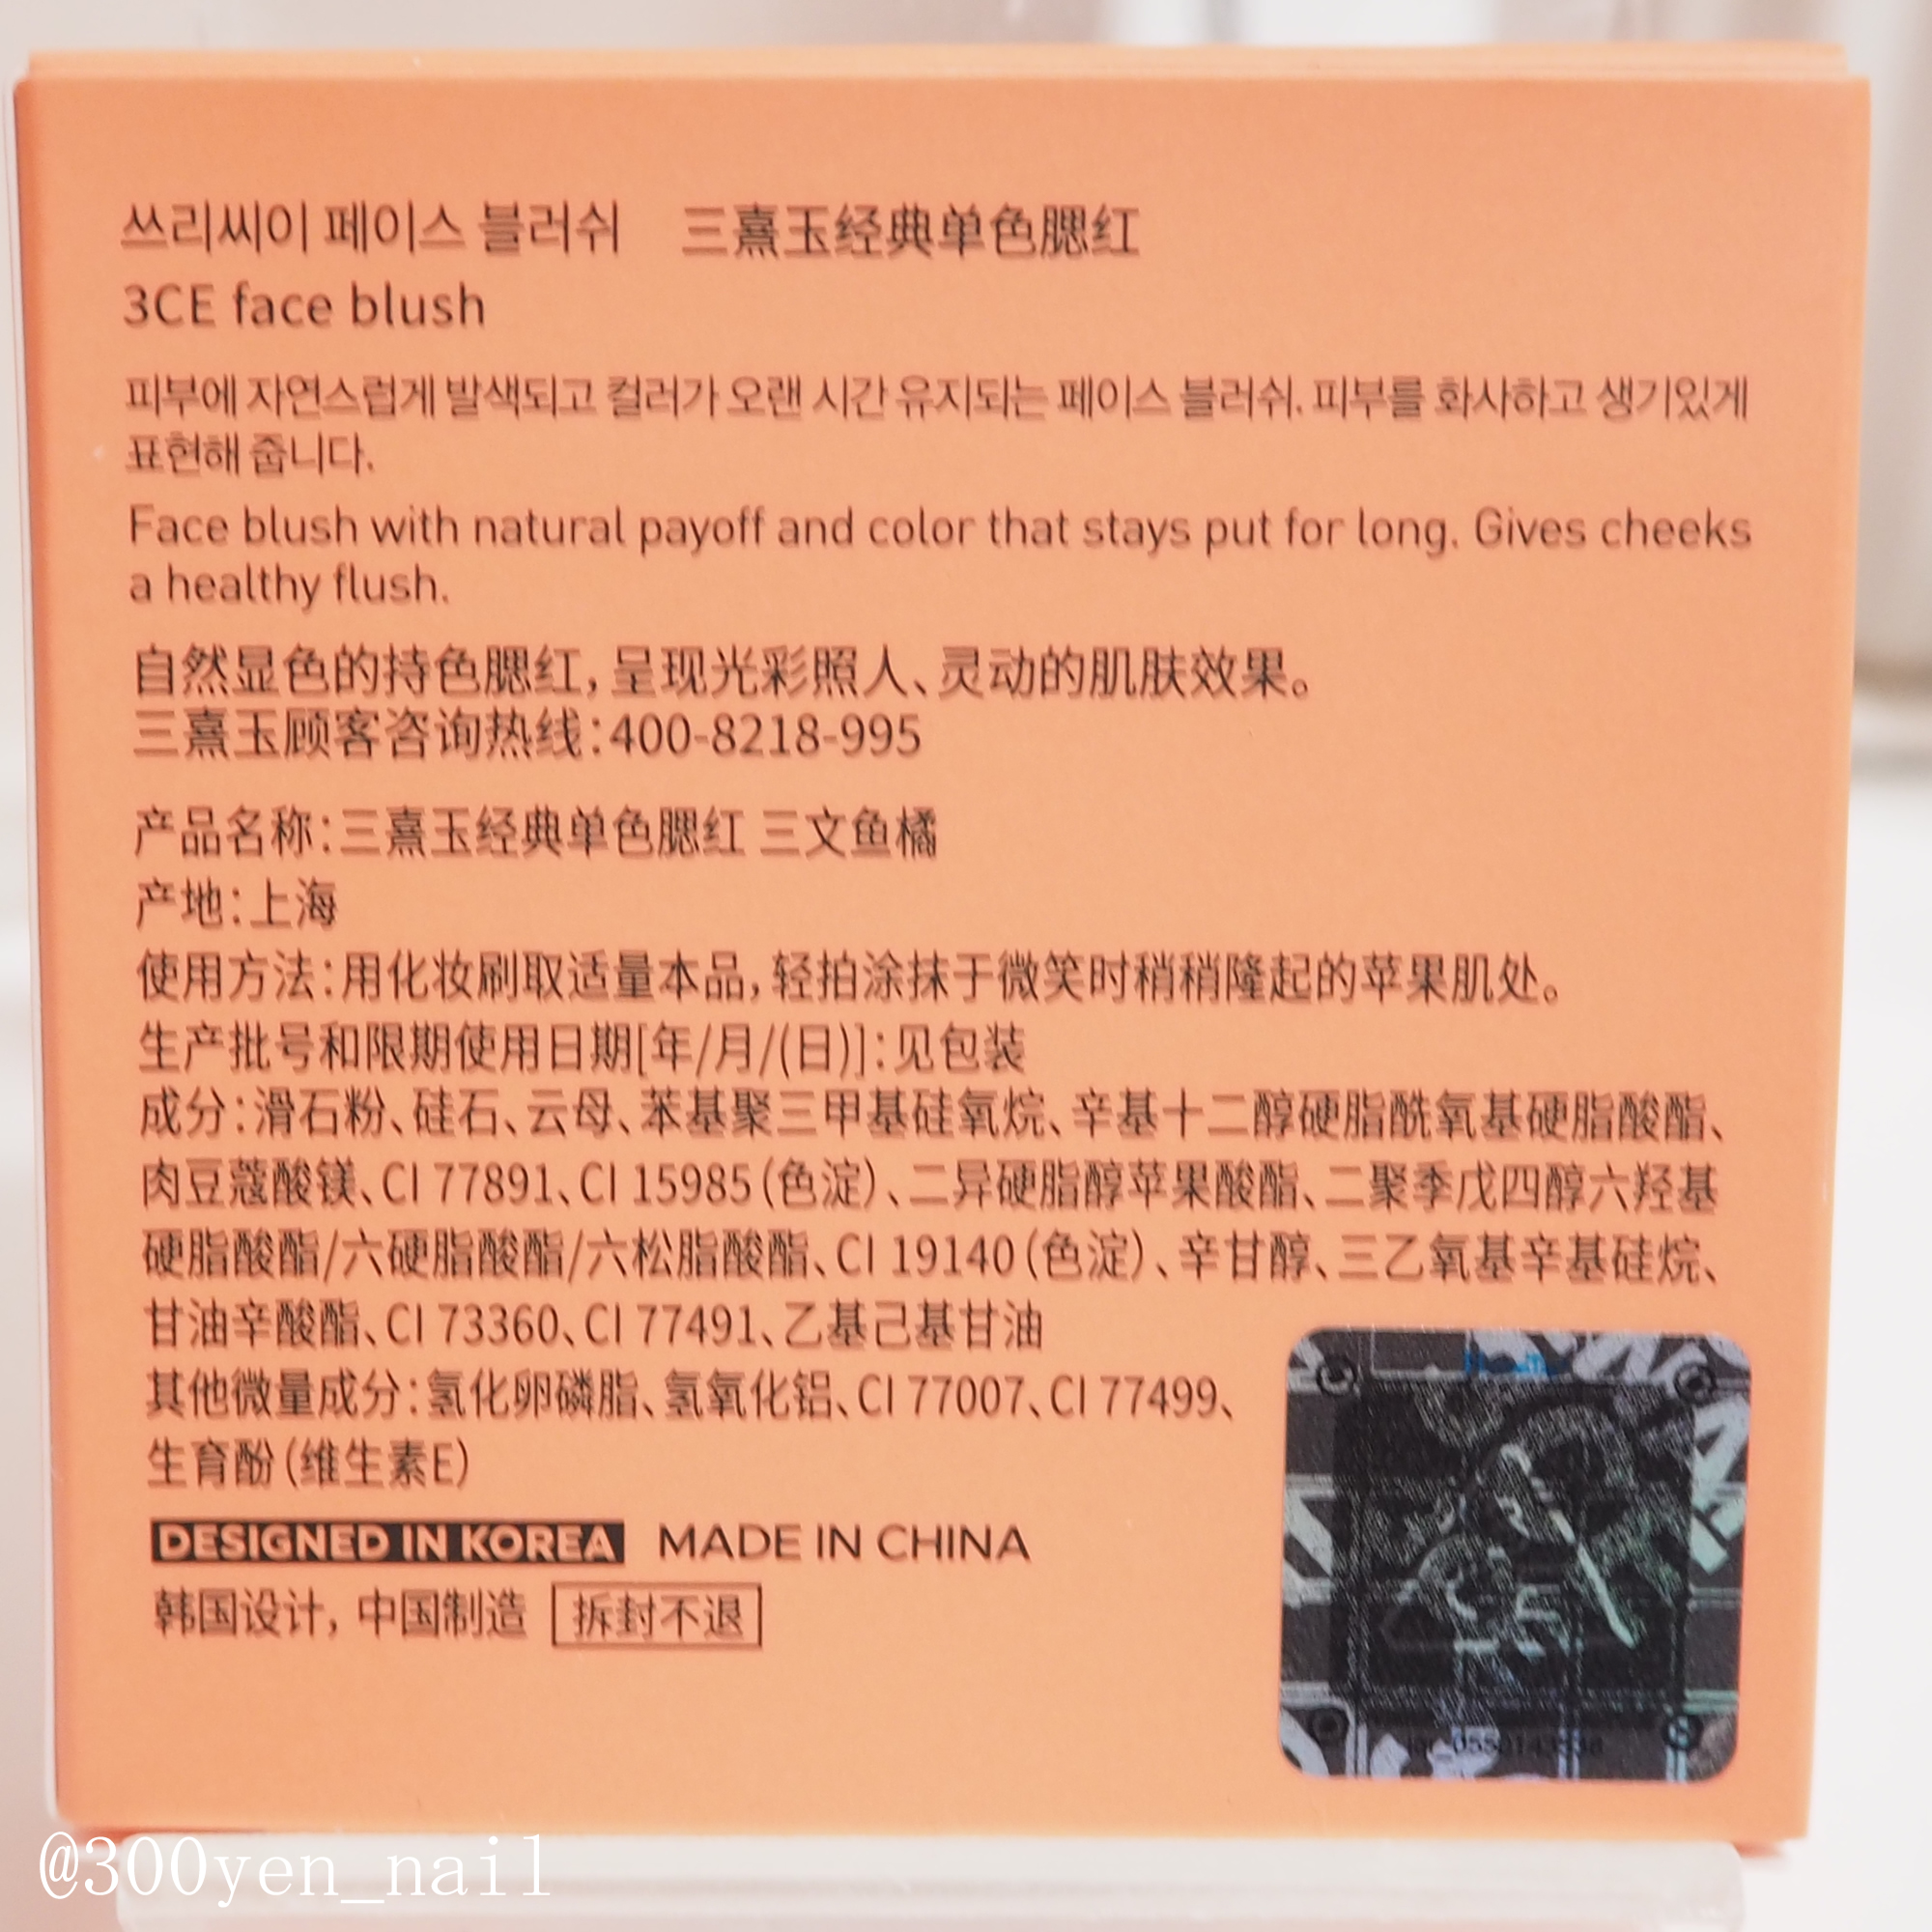 쓰리씨이 페이스 블러쉬 三熹玉经典单色腮红
3CE face blush
피부에 자연스럽게 발색되고 컬러가 오랜 시간 유지되는 페이스 블러쉬. 피부를 화사하고 생기있게
표현해 줍니다.
Face blush with natural payoff and color that stays put for long. Gives cheeks
a healthy flush.
自然显色的持色腮红,呈现光彩照人、灵动的肌肤效果。
三熹玉顾客咨询热线:400-8218-995
产品名称:三熹玉经典单色腮红 三文鱼橘
产地:上海
使用方法:用化妆刷取适量本品,轻拍涂抹于微笑时稍稍隆起的苹果肌处。
生产批号和限期使用日期[年/月/(日)]:见包装
成分:滑石粉、硅石、云母、苯基聚三甲基硅氧烷、辛基十二醇硬脂酰氧基硬脂酸酯、
肉豆蔻酸镁、CI 77891、CI 15985(色淀)、二异硬脂醇苹果酸酯、二聚季戊四醇六羟基
硬脂酸酯/六硬脂酸酯/六松脂酸酯、CI 19140(色淀)、辛甘醇、三乙氧基辛基硅烷、
甘油辛酸酯、CI 73360、CI 77491、乙基己基甘油
其他微量成分:氢化卵磷脂、氢氧化铝、CI 77007、CI 77499、
生育酚(维生素E)
DESIGNED IN KOREA MADE IN CHINA
韩国设计, 中国制造 拆封不退
@300yen_nail